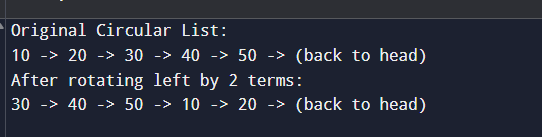 Original Circular List:
10 -> 20 -> 30 -> 40 -> 50 -> (back to head)
After rotating left by 2 terms:
30 -> 40 -> 50 -> 10 -> 20 -> (back to head)